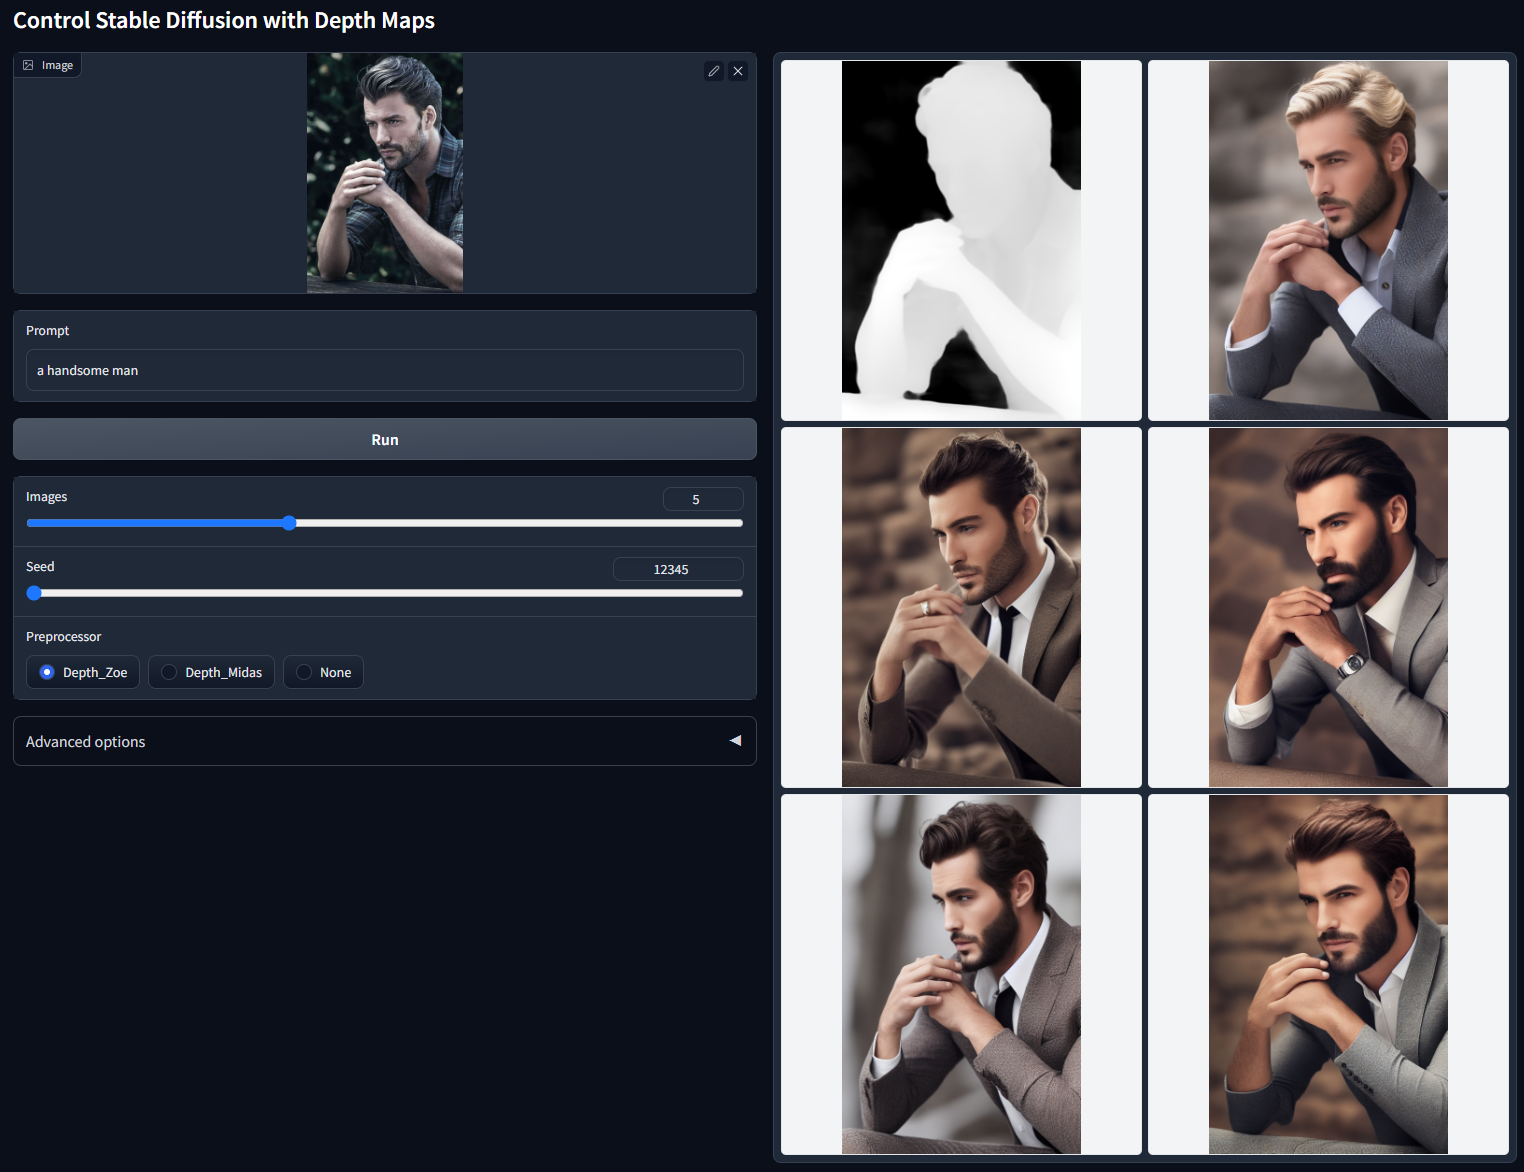 Control Stable Diffusion with Depth Maps
Image
Prompt
a handsome man
Run
Images
5
Seed
12345
Preprocessor
Depth_Zoe
Depth_Midas
None
Advanced options